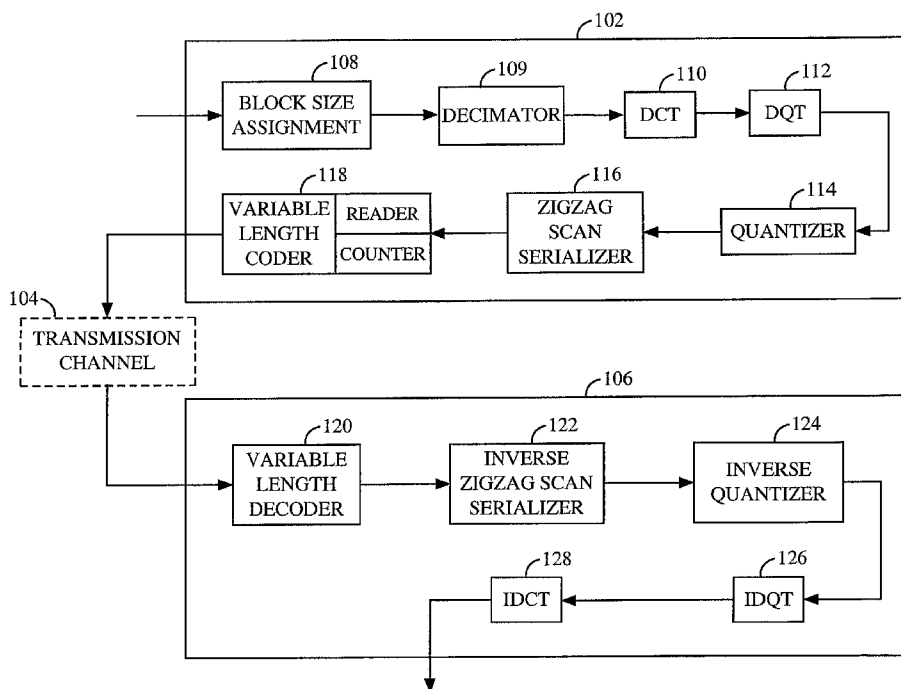 102
108
109
110
112
BLOCK SIZE
ASSIGNMENT
DECIMATOR
DCT
DQT
118
116
114
VARIABLE
LENGTH
CODER
READER
COUNTER
ZIGZAG
SCAN
SERIALIZER
QUANTIZER
104
TRANSMISSION
CHANNEL
106
120
122
124
VARIABLE
LENGTH
DECODER
INVERSE
ZIGZAG SCAN
SERIALIZER
INVERSE
QUANTIZER
128
126
IDCT
IDQT